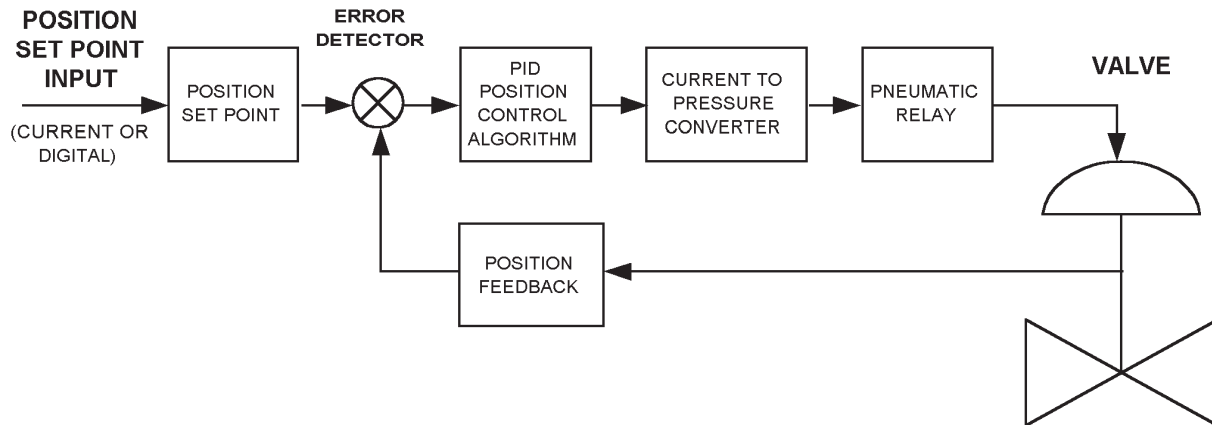 POSITION
SET POINT
INPUT
(CURRENT OR
DIGITAL)
POSITION
SET POINT
ERROR
DETECTOR
PID
POSITION
CONTROL
ALGORITHM
CURRENT TO
PRESSURE
CONVERTER
PNEUMATIC
RELAY
VALVE
POSITION
FEEDBACK